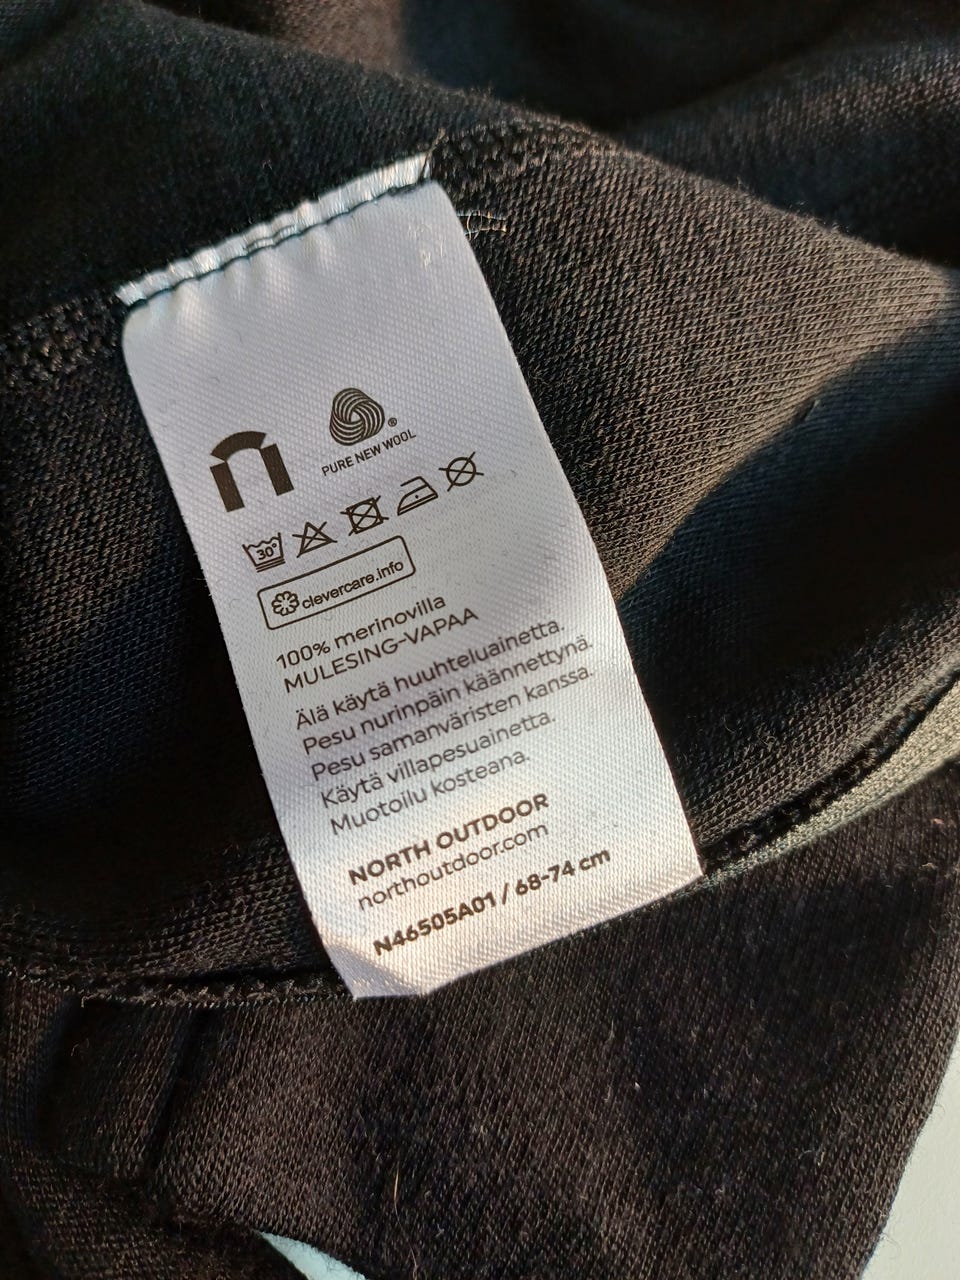 PURE NEW WOOL
30°
clevercare.info
100% merinovilla
MULESING-VAPAA
Älä käytä huuhteluainetta.
Pesu nurinpäin käännettynä.
Pesu samanväristen kanssa.
Käytä villapesuainetta.
Muotoilu kosteana.
NORTH OUTDOOR
northoutdoor.com
N46505A01 / 68-74 cm